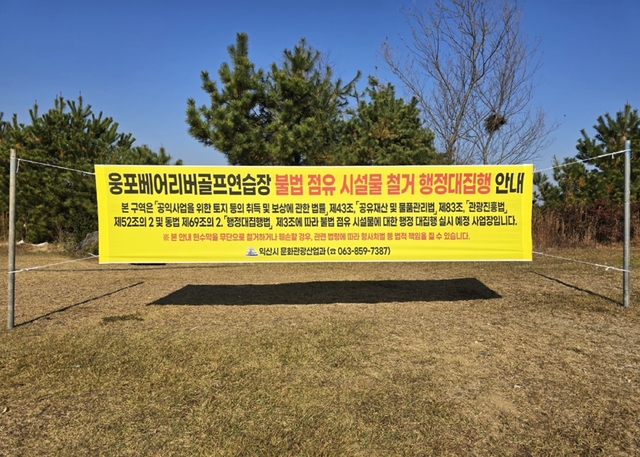 웅포베어리버골프연습장 불법 점유 시설물 철거 행정대집행 안내
본 구역은 「공익사업을 위한 토지 등의 취득 및 보상에 관한 법률」 제43조, 「공유재산 및 물품관리법」 제83조, 「관광진흥법」
제52조의 2 및 동법 제69조의 2, 「행정대집행법」 제3조에 따라 불법 점유 시설물에 대한 행정 대집행 실시 예정 사업장입니다.
※ 본 안내 현수막을 무단으로 철거하거나 훼손할 경우, 관련 법령에 따라 형사처벌 등 법적 책임을 질 수 있습니다.
익산시 문화관광산업과 (☎ 063-859-7387)